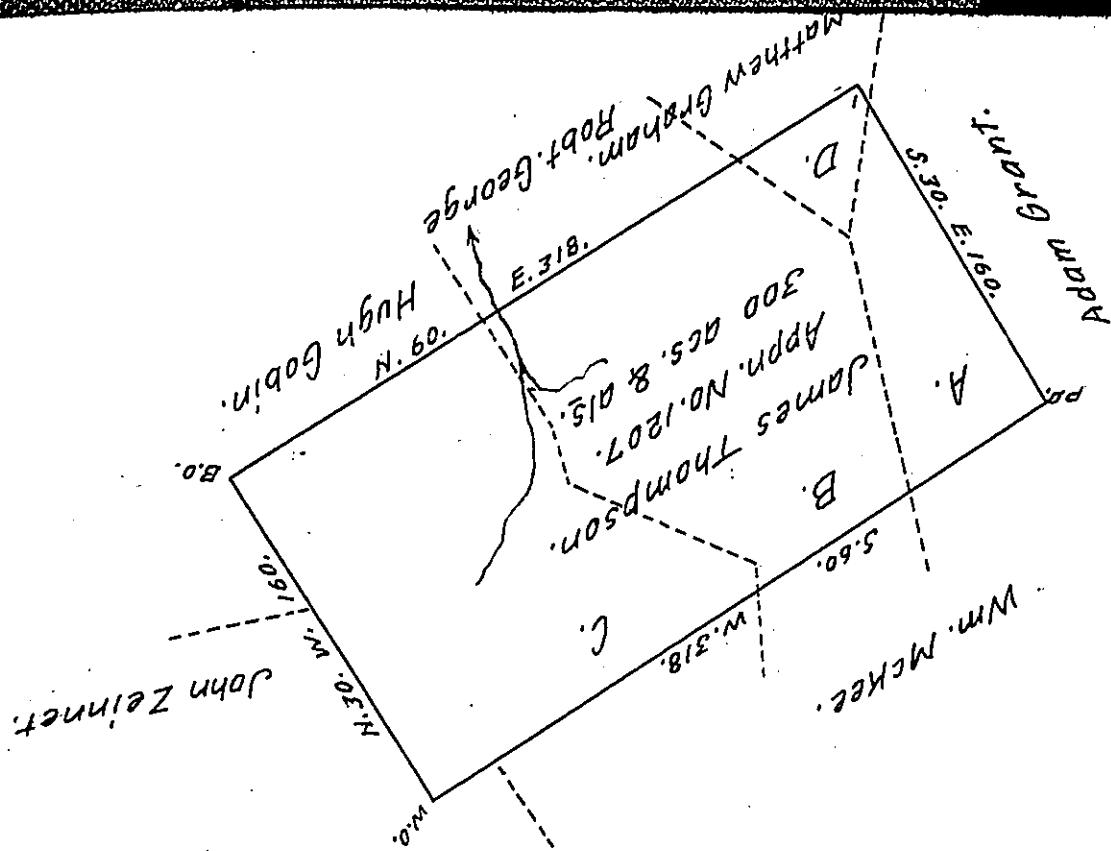 W.O.
John Zeinnet.
N.30. W. 160.
Wm. McKee.
S.60. W.318.
C.
B.O.
B.
James Thompson.
Appn. No.1207.
300 acs. & als.
P.O.
A.
Hugh Gobin.
N. 60. E.318.
Adam Grant.
S.30. E.160.
D.
Robt. George
Matthew Graham.